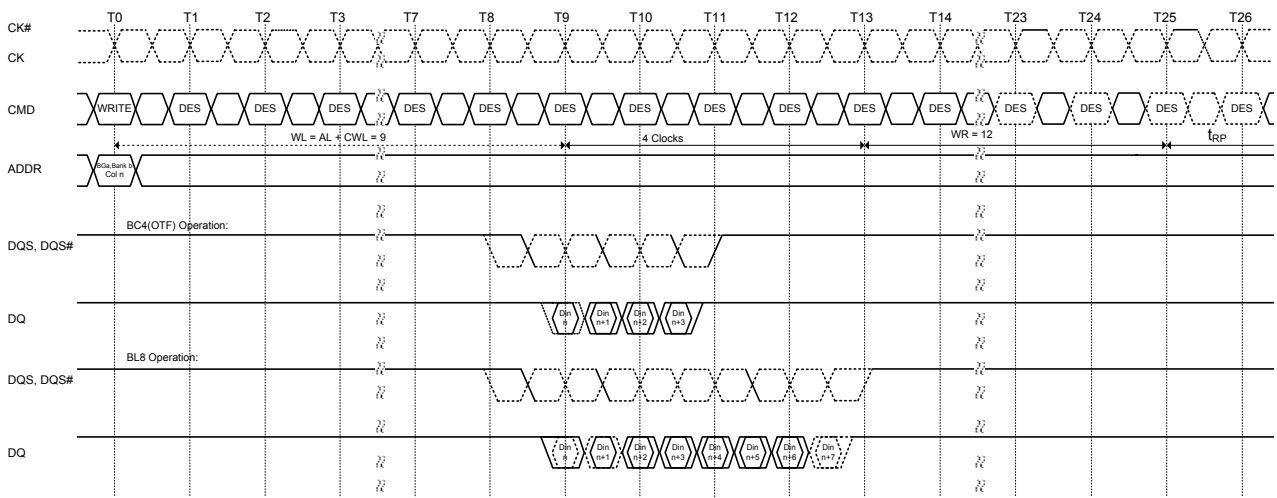 T0 T1 T2 T3 T7 T8 T9 T10 T11 T12 T13 T14 T23 T24 T25 T26
CK#
CK
CMD WRITE DES DES DES DES DES DES DES DES DES DES DES DES DES DES DES
WL = AL + CWL = 9 4 Clocks WR = 12 tRP
ADDR
BGa,Bank b
Col n
BC4(OTF) Operation:
DQS, DQS#
DQ
Din n Din n+1 Din n+2 Din n+3
BL8 Operation:
DQS, DQS#
DQ
Din n Din n+1 Din n+2 Din n+3 Din n+4 Din n+5 Din n+6 Din n+7